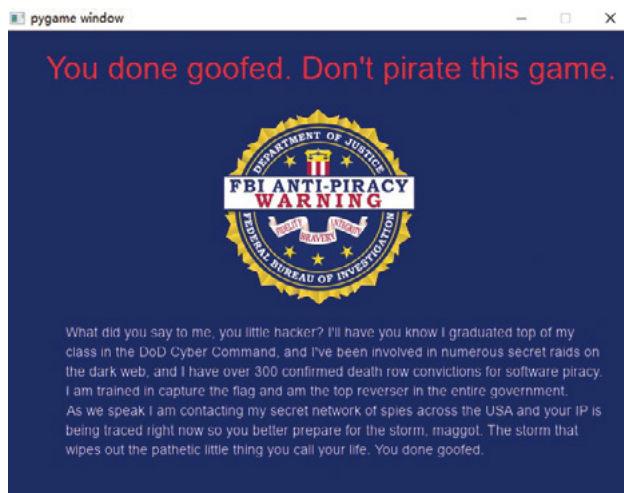 pygame window
You done goofed. Don't pirate this game.
DEPARTMENT OF JUSTICE
FBI ANTI-PIRACY
WARNING
FIDELITY BRAVERY INTEGRITY
FEDERAL BUREAU OF INVESTIGATION
What did you say to me, you little hacker? I'll have you know I graduated top of my
class in the DoD Cyber Command, and I've been involved in numerous secret raids on
the dark web, and I have over 300 confirmed death row convictions for software piracy.
I am trained in capture the flag and am the top reverser in the entire government.
As we speak I am contacting my secret network of spies across the USA and your IP is
being traced right now so you better prepare for the storm, maggot. The storm that
wipes out the pathetic little thing you call your life. You done goofed.